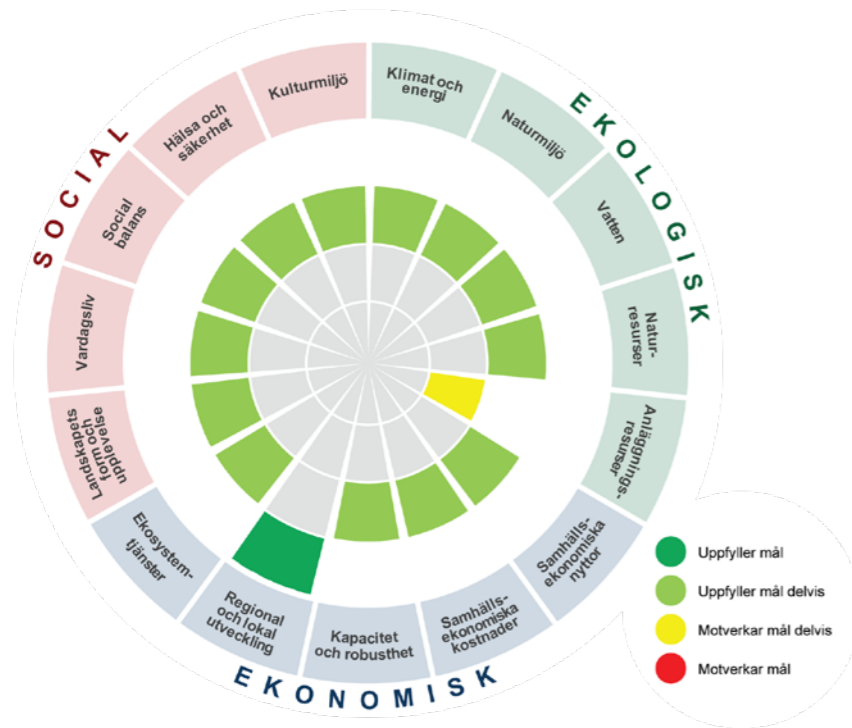 SOCIAL
EKOLOGISK
EKONOMISK
Klimat och
energi
Naturmiljö
Vatten
Natur-
resurser
Anläggnings-
resurser
Samhälls-
ekonomiska
nyttor
Samhälls-
ekonomiska
kostnader
Kapacitet
och robusthet
Regional
och lokal
utveckling
Ekosystem-
tjänster
Landskapets
form och
upplevelse
Vardagsliv
Social
balans
Hälsa och
säkerhet
Kulturmiljö
Uppfyller mål
Uppfyller mål delvis
Motverkar mål delvis
Motverkar mål